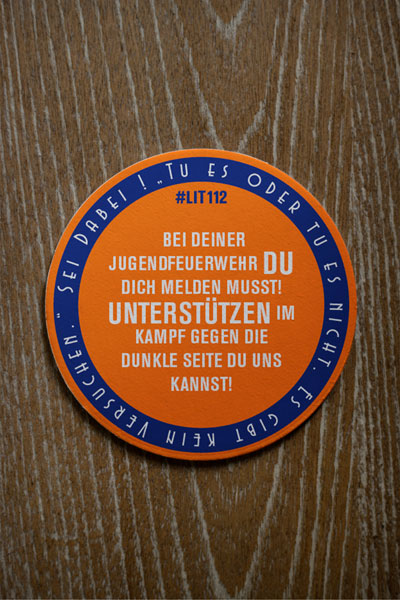 „TU ES ODER TU ES NICHT. ES GIBT KEIN VERSUCHEN.“ SEI DABEI !
#LIT112
BEI DEINER
JUGENDFEUERWEHR DU
DICH MELDEN MUSST!
UNTERSTÜTZEN IM
KAMPF GEGEN DIE
DUNKLE SEITE DU UNS
KANNST!